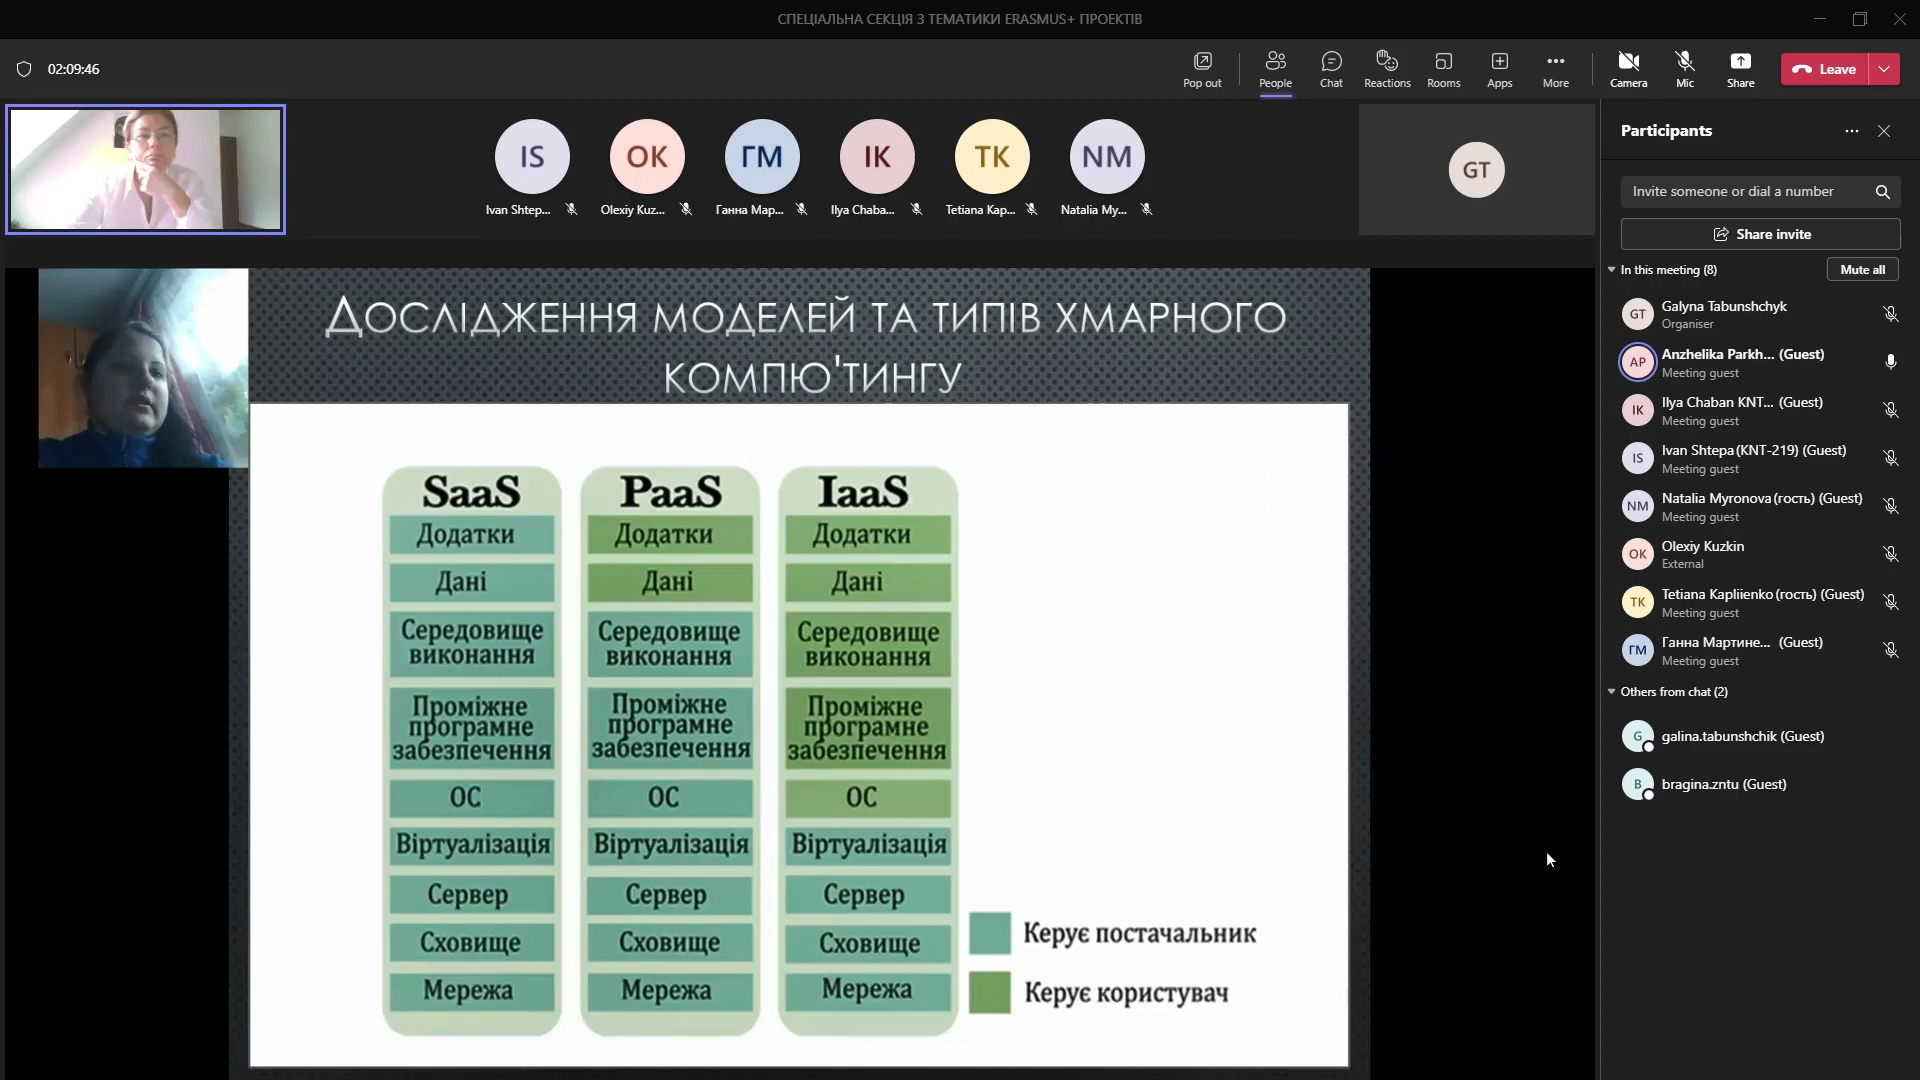 СПЕЦІАЛЬНА СЕКЦІЯ З ТЕМАТИКИ ERASMUS+ ПРОЕКТІВ
02:09:46
Pop out
People
Chat
Reactions
Rooms
Apps
More
Camera
Mic
Share
Leave
IS
OK
ГМ
IK
TK
NM
Ivan Shtep...
Olexiy Kuz...
Ганна Мар...
Ilya Chaba...
Tetiana Kap...
Natalia My...
GT
Дослідження моделей та типів хмарного
комп'ютингу
SaaS
Додатки
Дані
Середовище
виконання
Проміжне
програмне
забезпечення
ОС
Віртуалізація
Сервер
Сховище
Мережа
PaaS
Додатки
Дані
Середовище
виконання
Проміжне
програмне
забезпечення
ОС
Віртуалізація
Сервер
Сховище
Мережа
IaaS
Додатки
Дані
Середовище
виконання
Проміжне
програмне
забезпечення
ОС
Віртуалізація
Сервер
Сховище
Мережа
Керує постачальник
Керує користувач
Participants
Invite someone or dial a number
Share invite
In this meeting (8)
Mute all
GT
Galyna Tabunshchyk
Organiser
AP
Anzhelika Parkh... (Guest)
Meeting guest
IK
Ilya Chaban KNT... (Guest)
Meeting guest
IS
Ivan Shtepa(KNT-219) (Guest)
Meeting guest
NM
Natalia Myronova(гость) (Guest)
Meeting guest
OK
Olexiy Kuzkin
External
TK
Tetiana Kapliienko(гость) (Guest)
Meeting guest
ГМ
Ганна Мартине... (Guest)
Meeting guest
Others from chat (2)
G
galina.tabunshchik (Guest)
B
bragina.zntu (Guest)